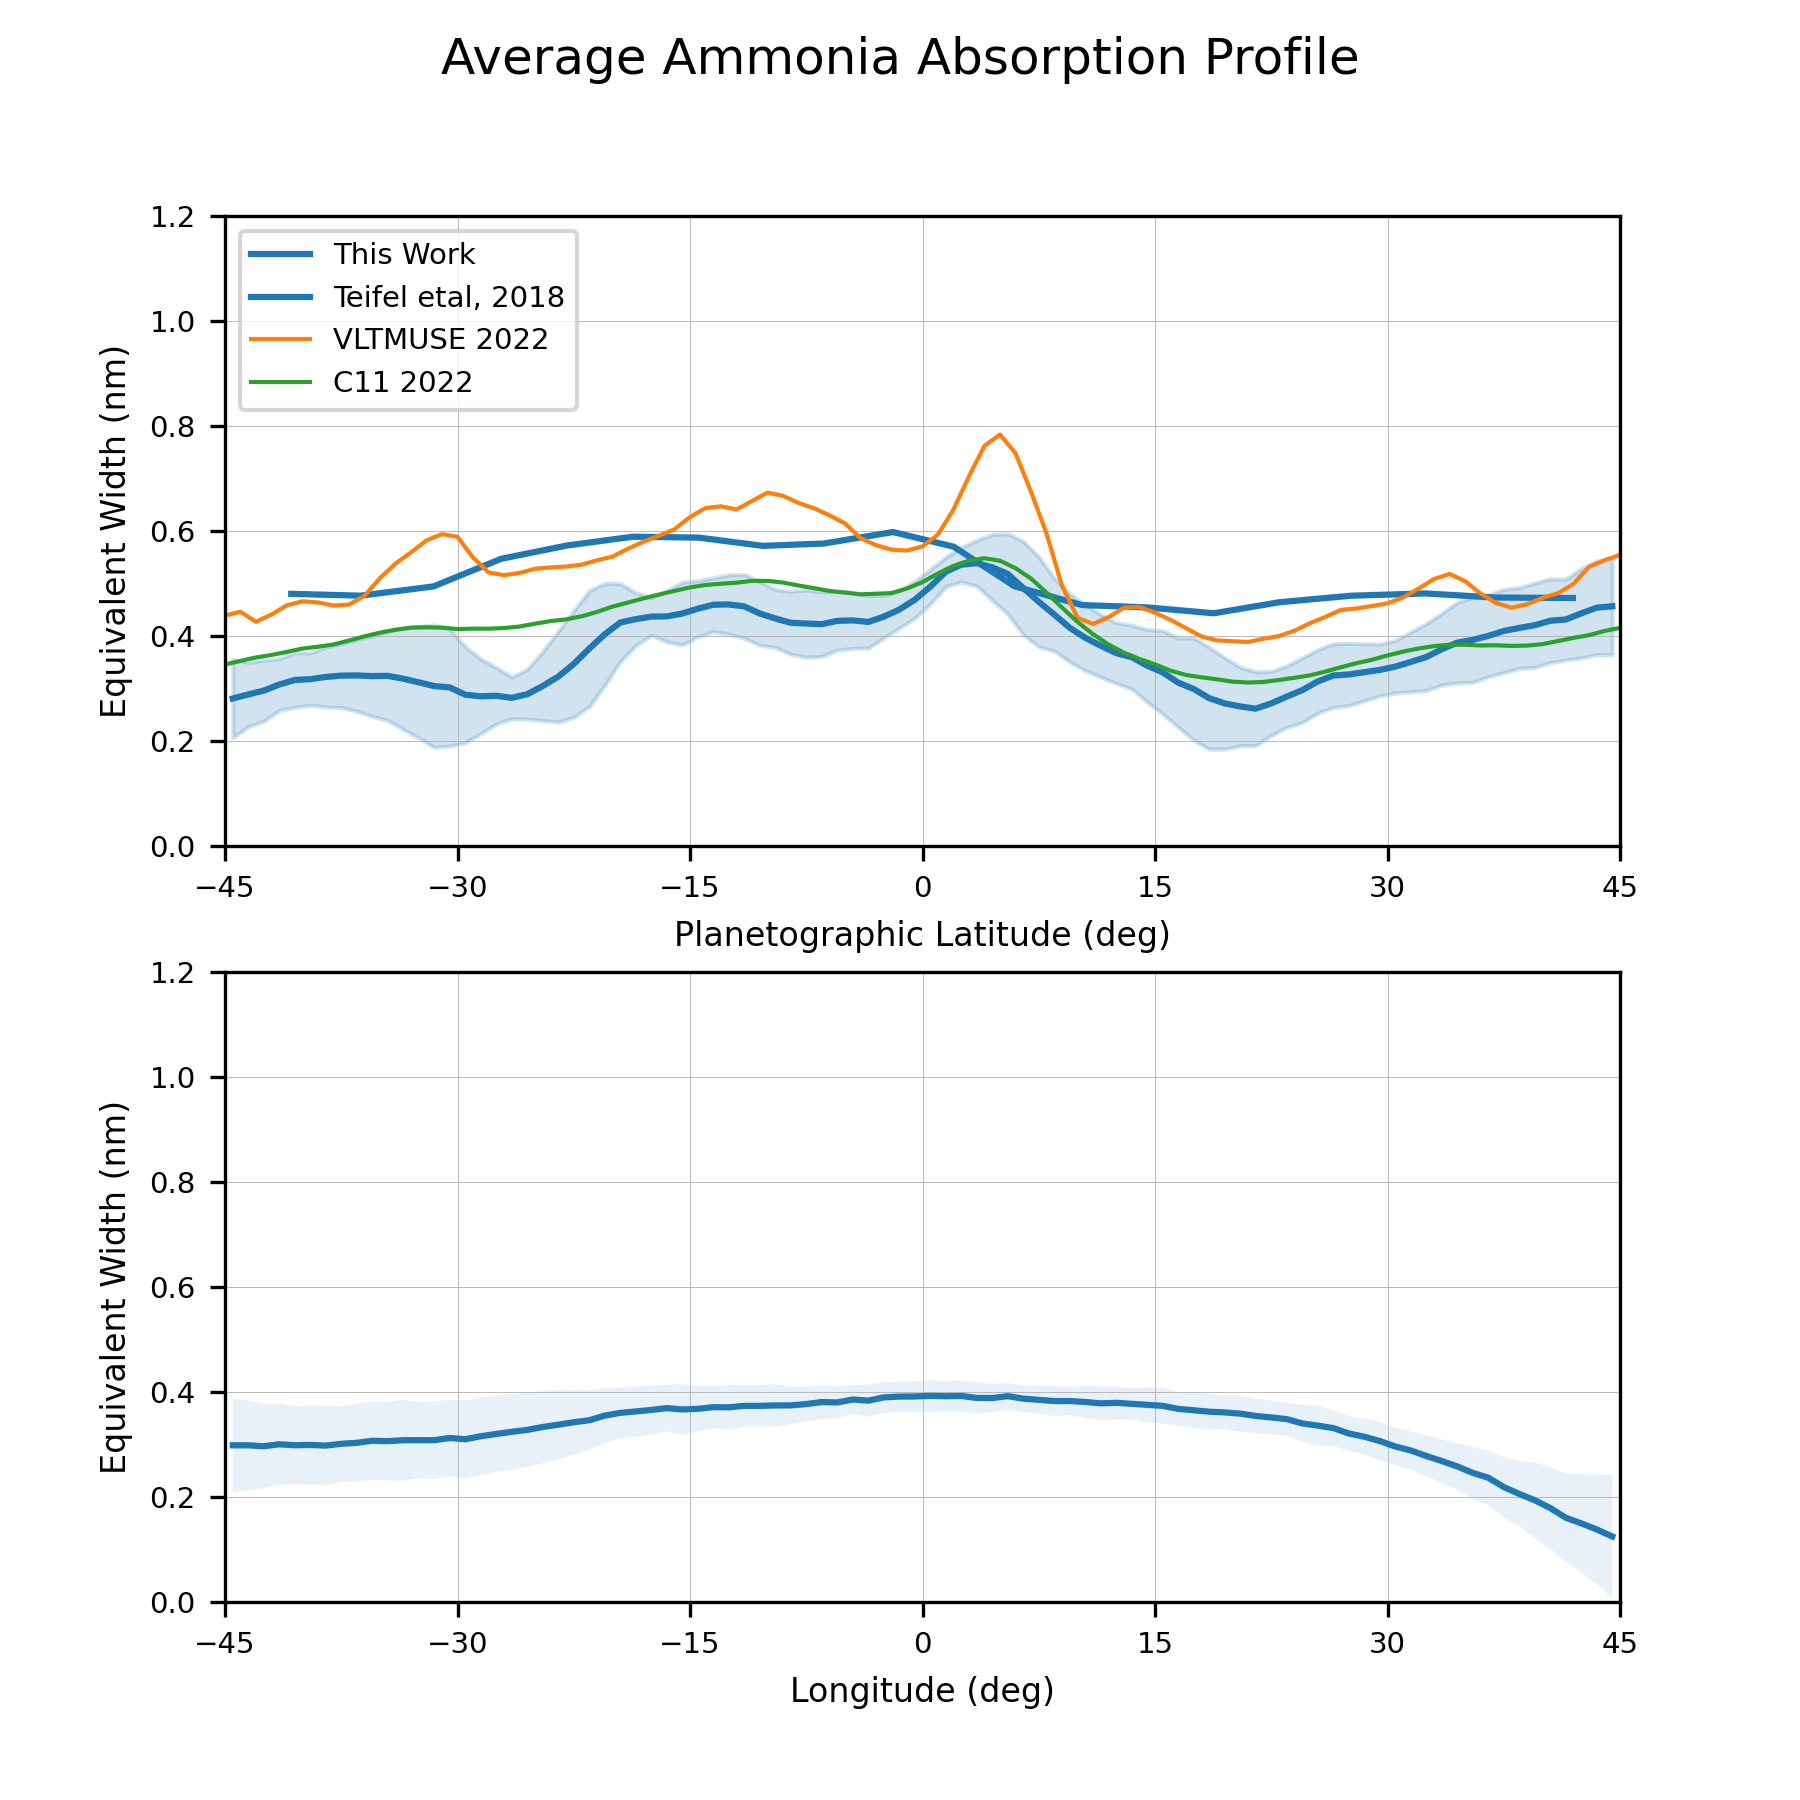 Average Ammonia Absorption Profile
1.2
1.0
0.8
0.6
0.4
0.2
0.0
Equivalent Width (nm)
This Work
Teifel etal, 2018
VLTMUSE 2022
C11 2022
−45 −30 −15 0 15 30 45
Planetographic Latitude (deg)
1.2
1.0
0.8
0.6
0.4
0.2
0.0
Equivalent Width (nm)
−45 −30 −15 0 15 30 45
Longitude (deg)